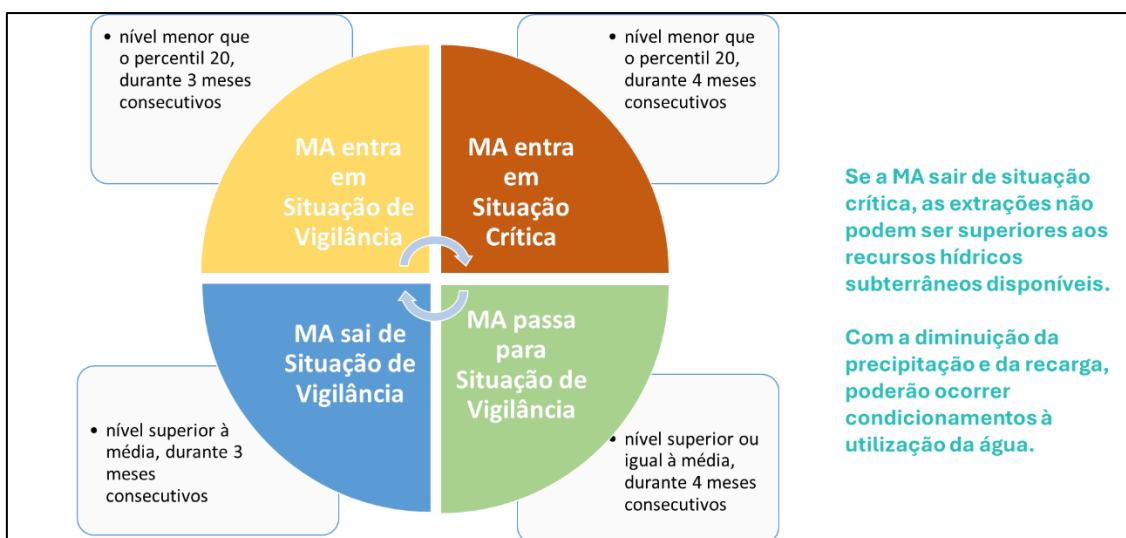 • nível menor que
o percentil 20,
durante 3 meses
consecutivos
• nível menor que
o percentil 20,
durante 4 meses
consecutivos
MA entra
em
Situação de
Vigilância
MA entra
em
Situação
Crítica
MA sai de
Situação de
Vigilância
MA passa
para
Situação de
Vigilância
• nível superior à
média, durante 3
meses
consecutivos
• nível superior ou
igual à média,
durante 4 meses
consecutivos
Se a MA sair de situação
crítica, as extrações não
podem ser superiores aos
recursos hídricos
subterrâneos disponíveis.
Com a diminuição da
precipitação e da recarga,
poderão ocorrer
condicionamentos à
utilização da água.